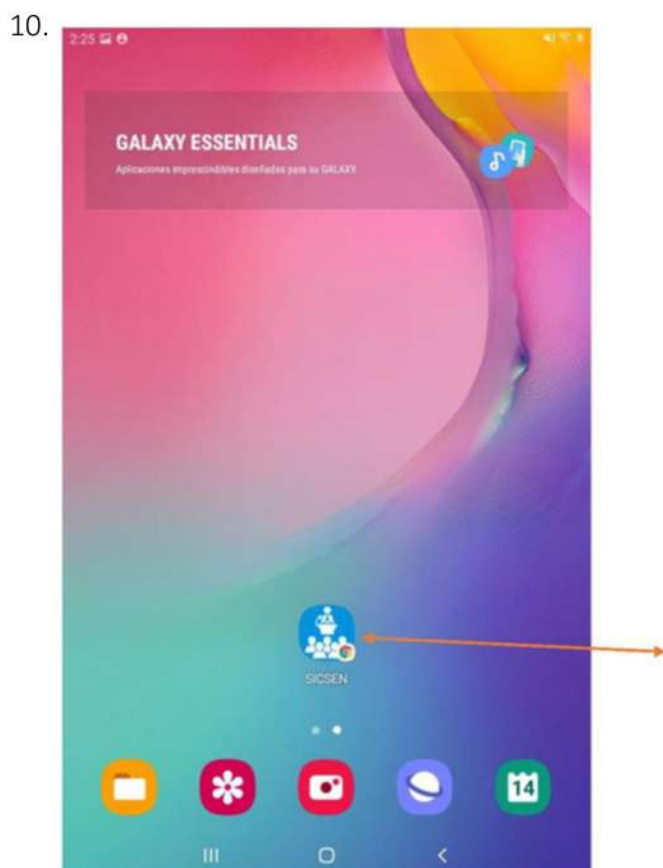 10.
2:25
GALAXY ESSENTIALS
Aplicaciones imprescindibles diseñadas para su GALAXY
SICSEN
14